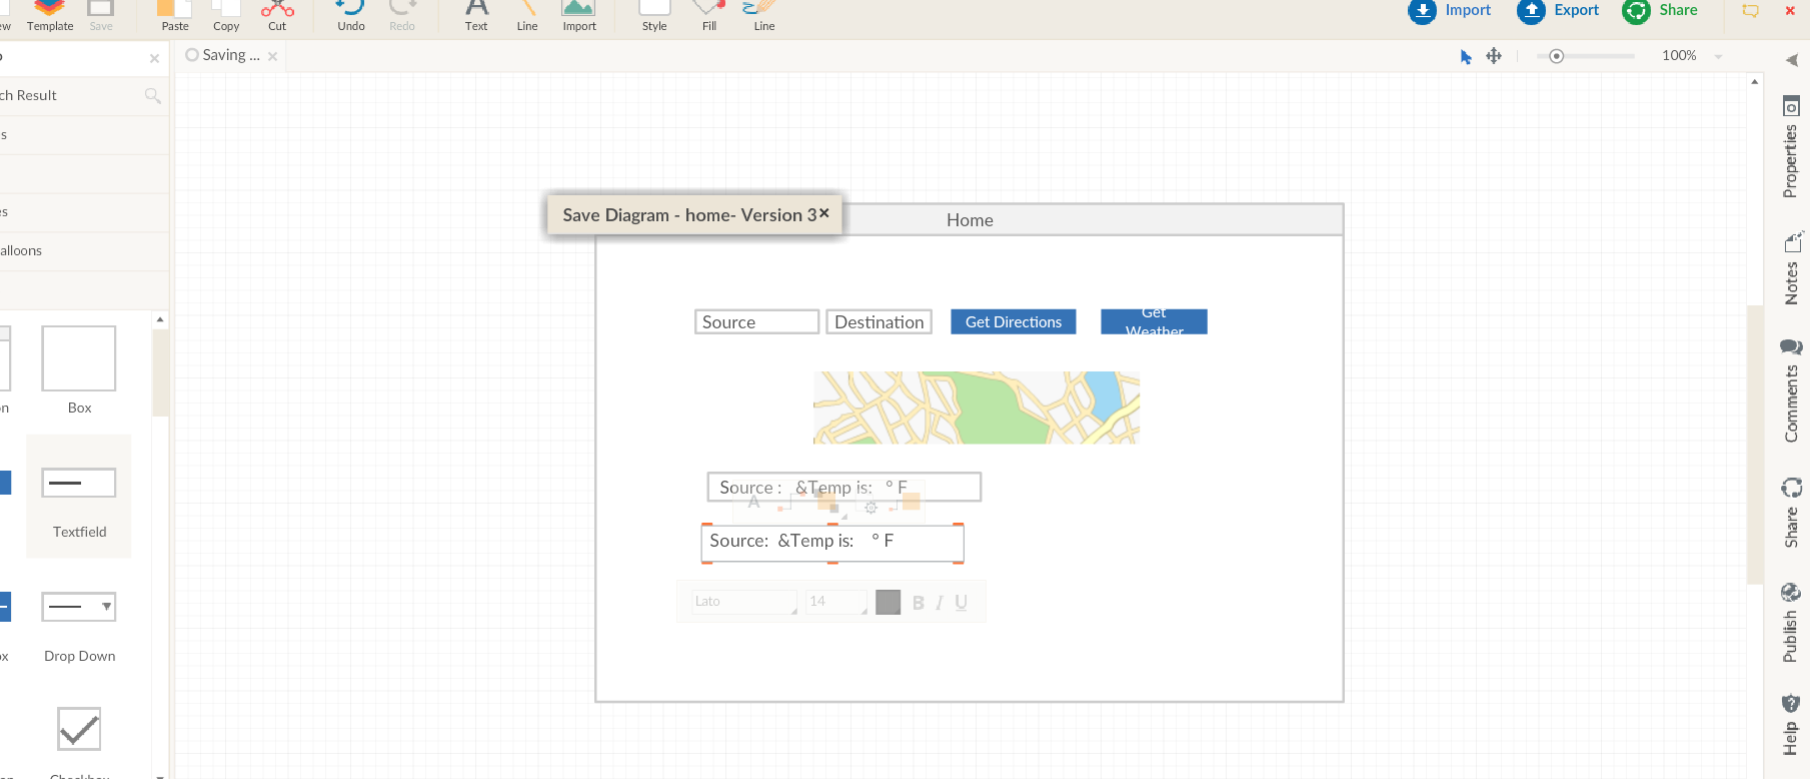 Template
Save
Paste
Copy
Cut
Undo
Redo
Text
Line
Import
Style
Fill
Line
Import
Export
Share
Saving ...
100%
ch Result
s
es
alloons
on
Box
Textfield
ox
Drop Down
Save Diagram - home- Version 3
Home
Source
Destination
Get Directions
Get
Weather
Source : &Temp is: ° F
A
Source: &Temp is: ° F
Lato
14
B I U
Properties
Notes
Comments
Share
Publish
Help